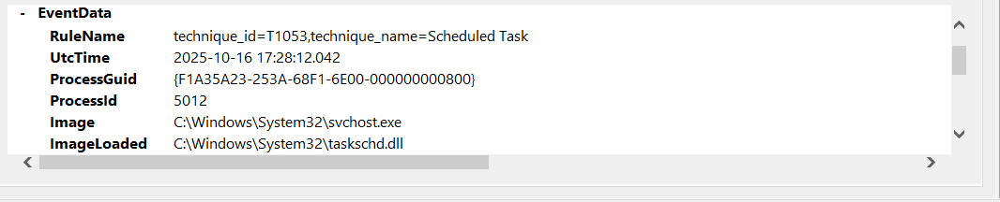 - EventData
RuleName technique_id=T1053,technique_name=Scheduled Task
UtcTime 2025-10-16 17:28:12.042
ProcessGuid {F1A35A23-253A-68F1-6E00-000000000800}
ProcessId 5012
Image C:\Windows\System32\svchost.exe
ImageLoaded C:\Windows\System32\taskschd.dll